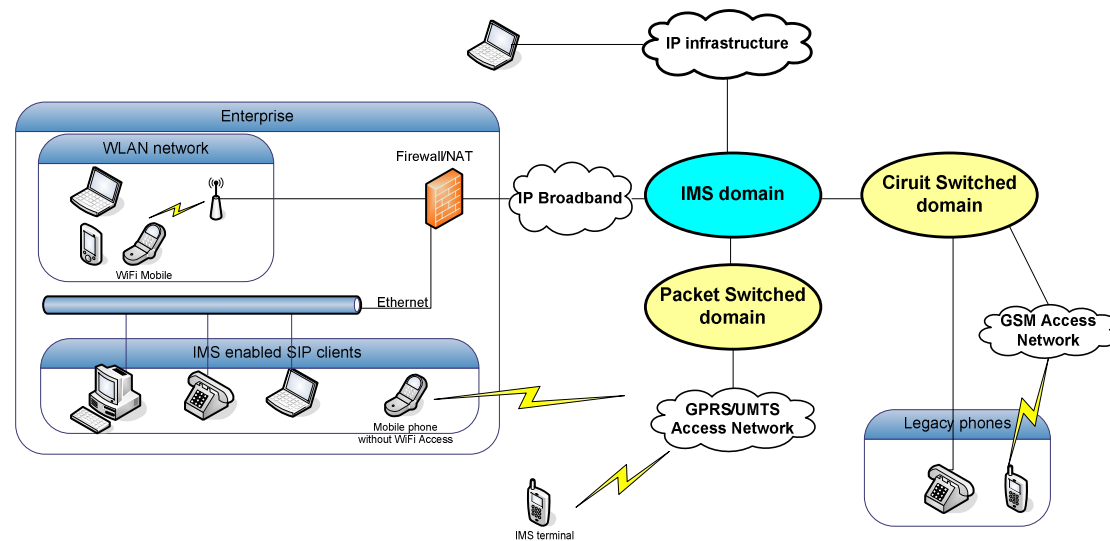 IP infrastructure
Enterprise
WLAN network
Firewall/NAT
WiFi Mobile
IP Broadband
IMS domain
Ciruit Switched
domain
Ethernet
Packet Switched
domain
GSM Access
Network
IMS enabled SIP clients
Mobile phone
without WiFi Access
GPRS/UMTS
Access Network
Legacy phones
IMS terminal